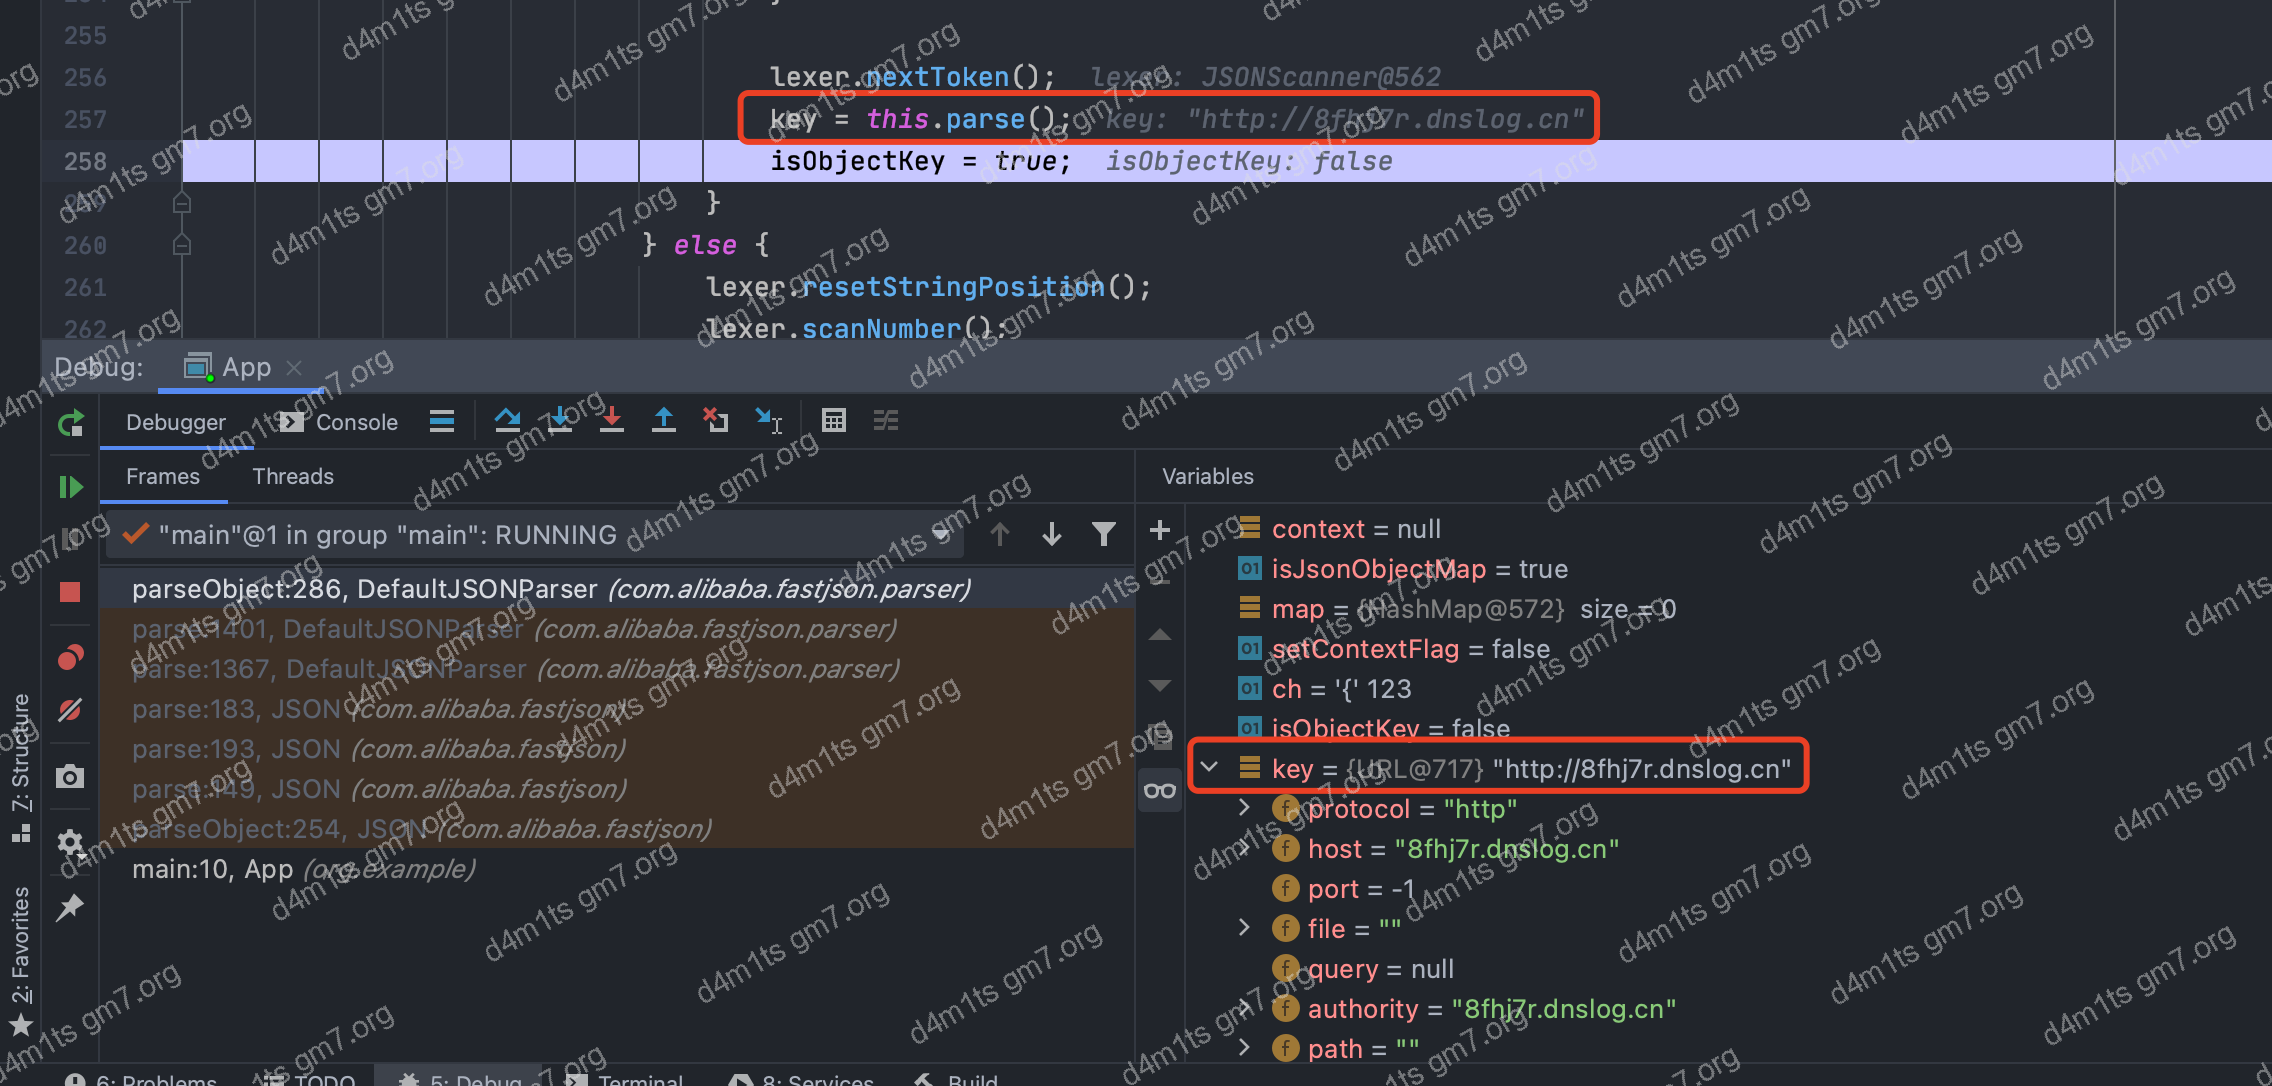 255
256 lexer.nextToken(); lexer: JSONScanner@562
257 key = this.parse(); key: "http://8fhj7r.dnslog.cn"
258 isObjectKey = true; isObjectKey: false
259 }
260 } else {
261 lexer.resetStringPosition();
262 lexer.scanNumber();
Debug: App
Debugger Console
Frames Threads
"main"@1 in group "main": RUNNING
parseObject:286, DefaultJSONParser (com.alibaba.fastjson.parser)
parse:1401, DefaultJSONParser (com.alibaba.fastjson.parser)
parse:1367, DefaultJSONParser (com.alibaba.fastjson.parser)
parse:183, JSON (com.alibaba.fastjson)
parse:193, JSON (com.alibaba.fastjson)
parse:149, JSON (com.alibaba.fastjson)
parseObject:254, JSON (com.alibaba.fastjson)
main:10, App (org.example)
Variables
context = null
isJsonObjectMap = true
map = {HashMap@572} size = 0
setContextFlag = false
ch = '{' 123
isObjectKey = false
key = {URL@717} "http://8fhj7r.dnslog.cn"
protocol = "http"
host = "8fhj7r.dnslog.cn"
port = -1
file = ""
query = null
authority = "8fhj7r.dnslog.cn"
path = ""
7: Structure
2: Favorites
6: Problems TODO 5: Debug Terminal 8: Services Build
d4m1ts gm7.org